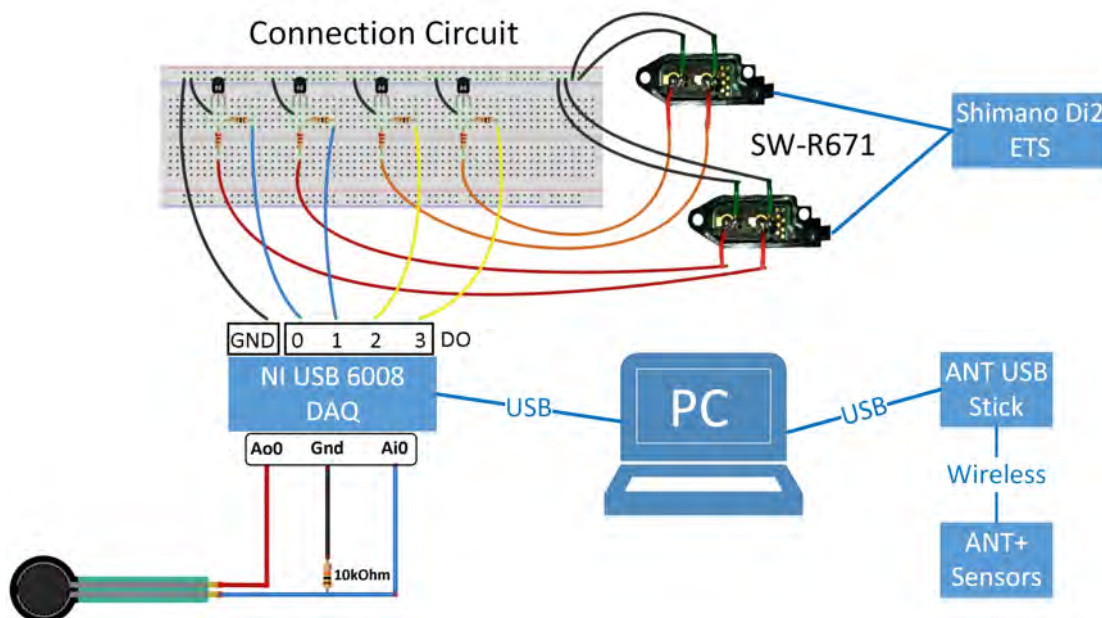 Connection Circuit
SW-R671
Shimano Di2
ETS
GND 0 1 2 3 DO
NI USB 6008
DAQ
USB
PC
USB
ANT USB
Stick
Ao0 Gnd Ai0
Wireless
10kOhm
ANT+
Sensors